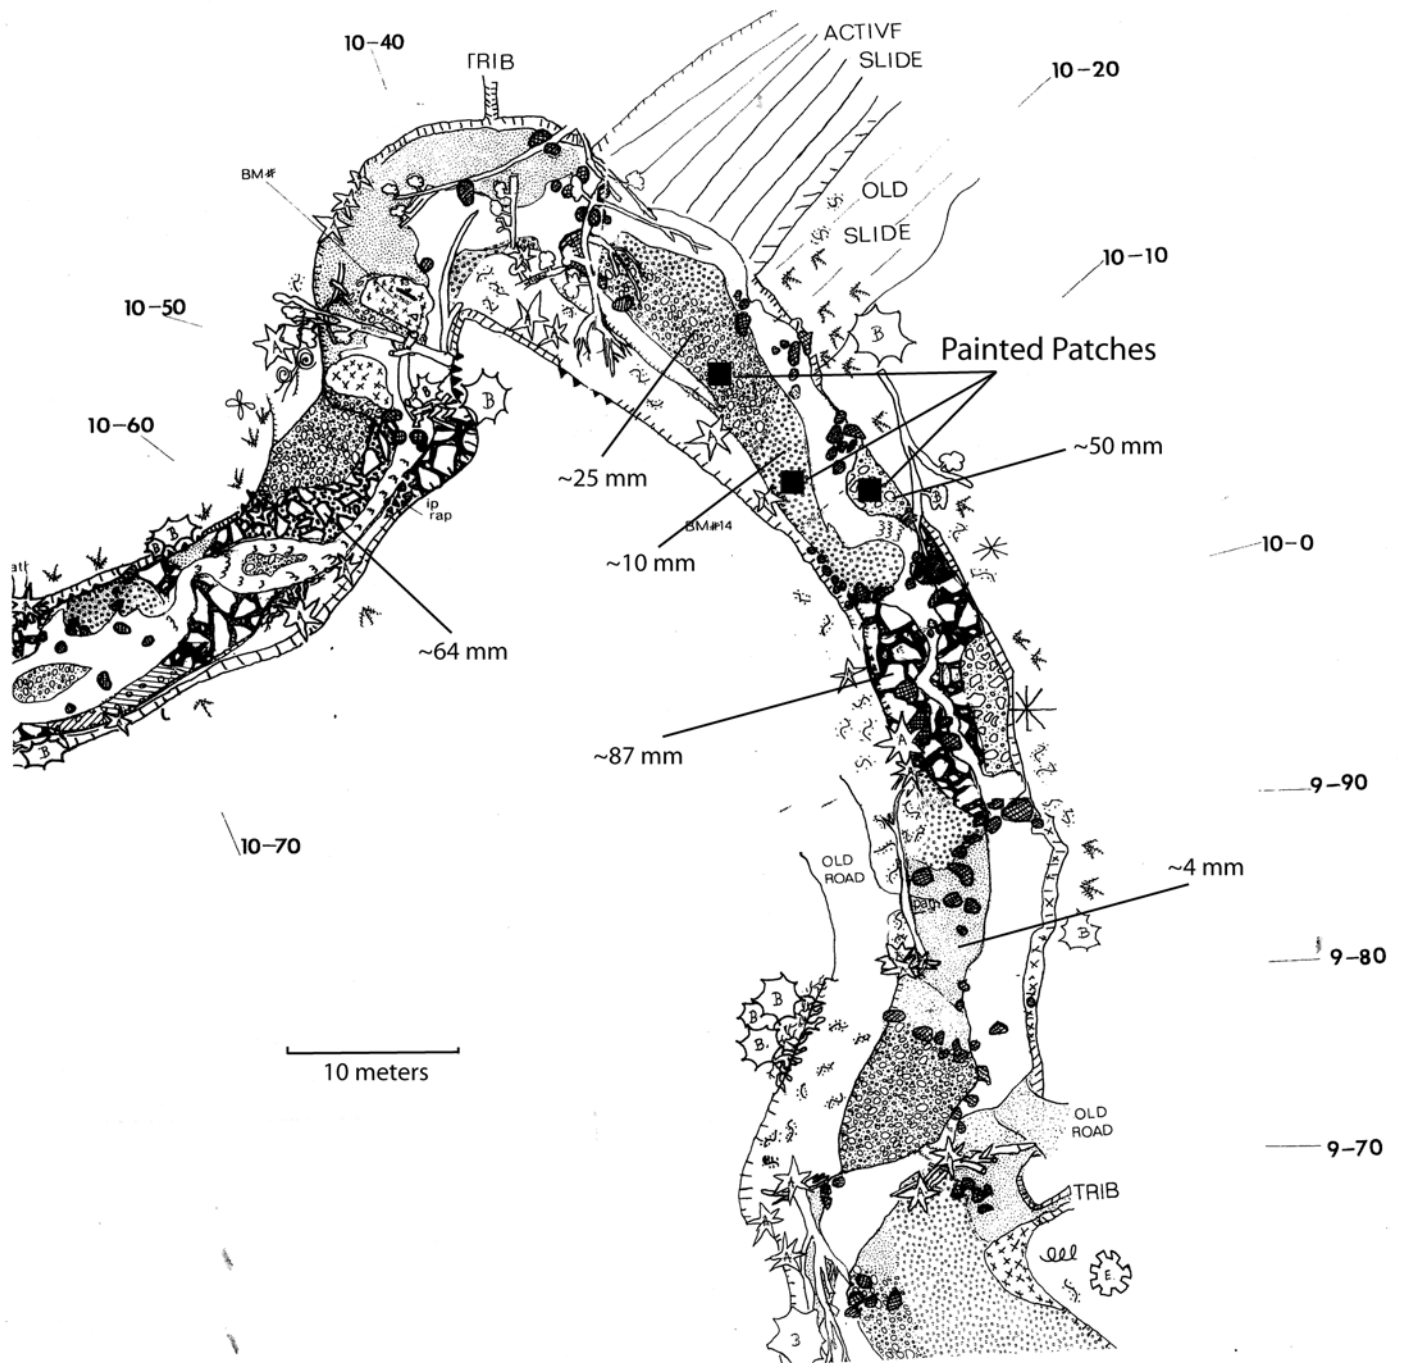 ACTIVE
SLIDE
10-40
TRIB
10-20
BM#
OLD
SLIDE
10-10
10-50
B
Painted Patches
B
B
10-60
~50 mm
~25 mm
ip
rap
BM#14
B
B
10-0
~10 mm
~64 mm
A
B
~87 mm
9-90
10-70
OLD
ROAD
~4 mm
path
B
9-80
B
B
B.
10 meters
OLD
ROAD
9-70
TRIB
A
E.
3